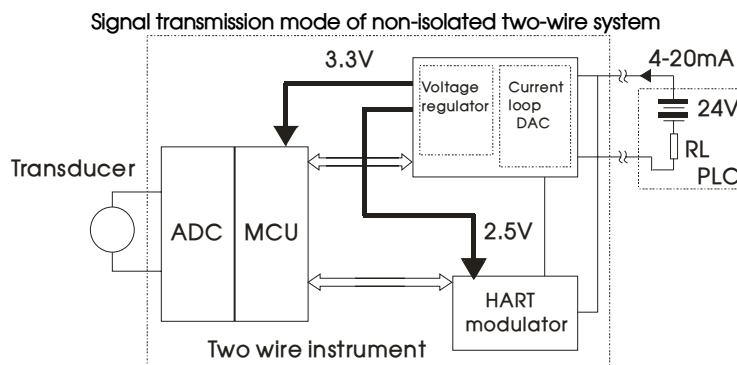 Signal transmission mode of non-isolated two-wire system
3.3V
4-20mA
Voltage
regulator
Current
loop
DAC
24V
RL
PLC
Transducer
ADC
MCU
2.5V
HART
modulator
Two wire instrument